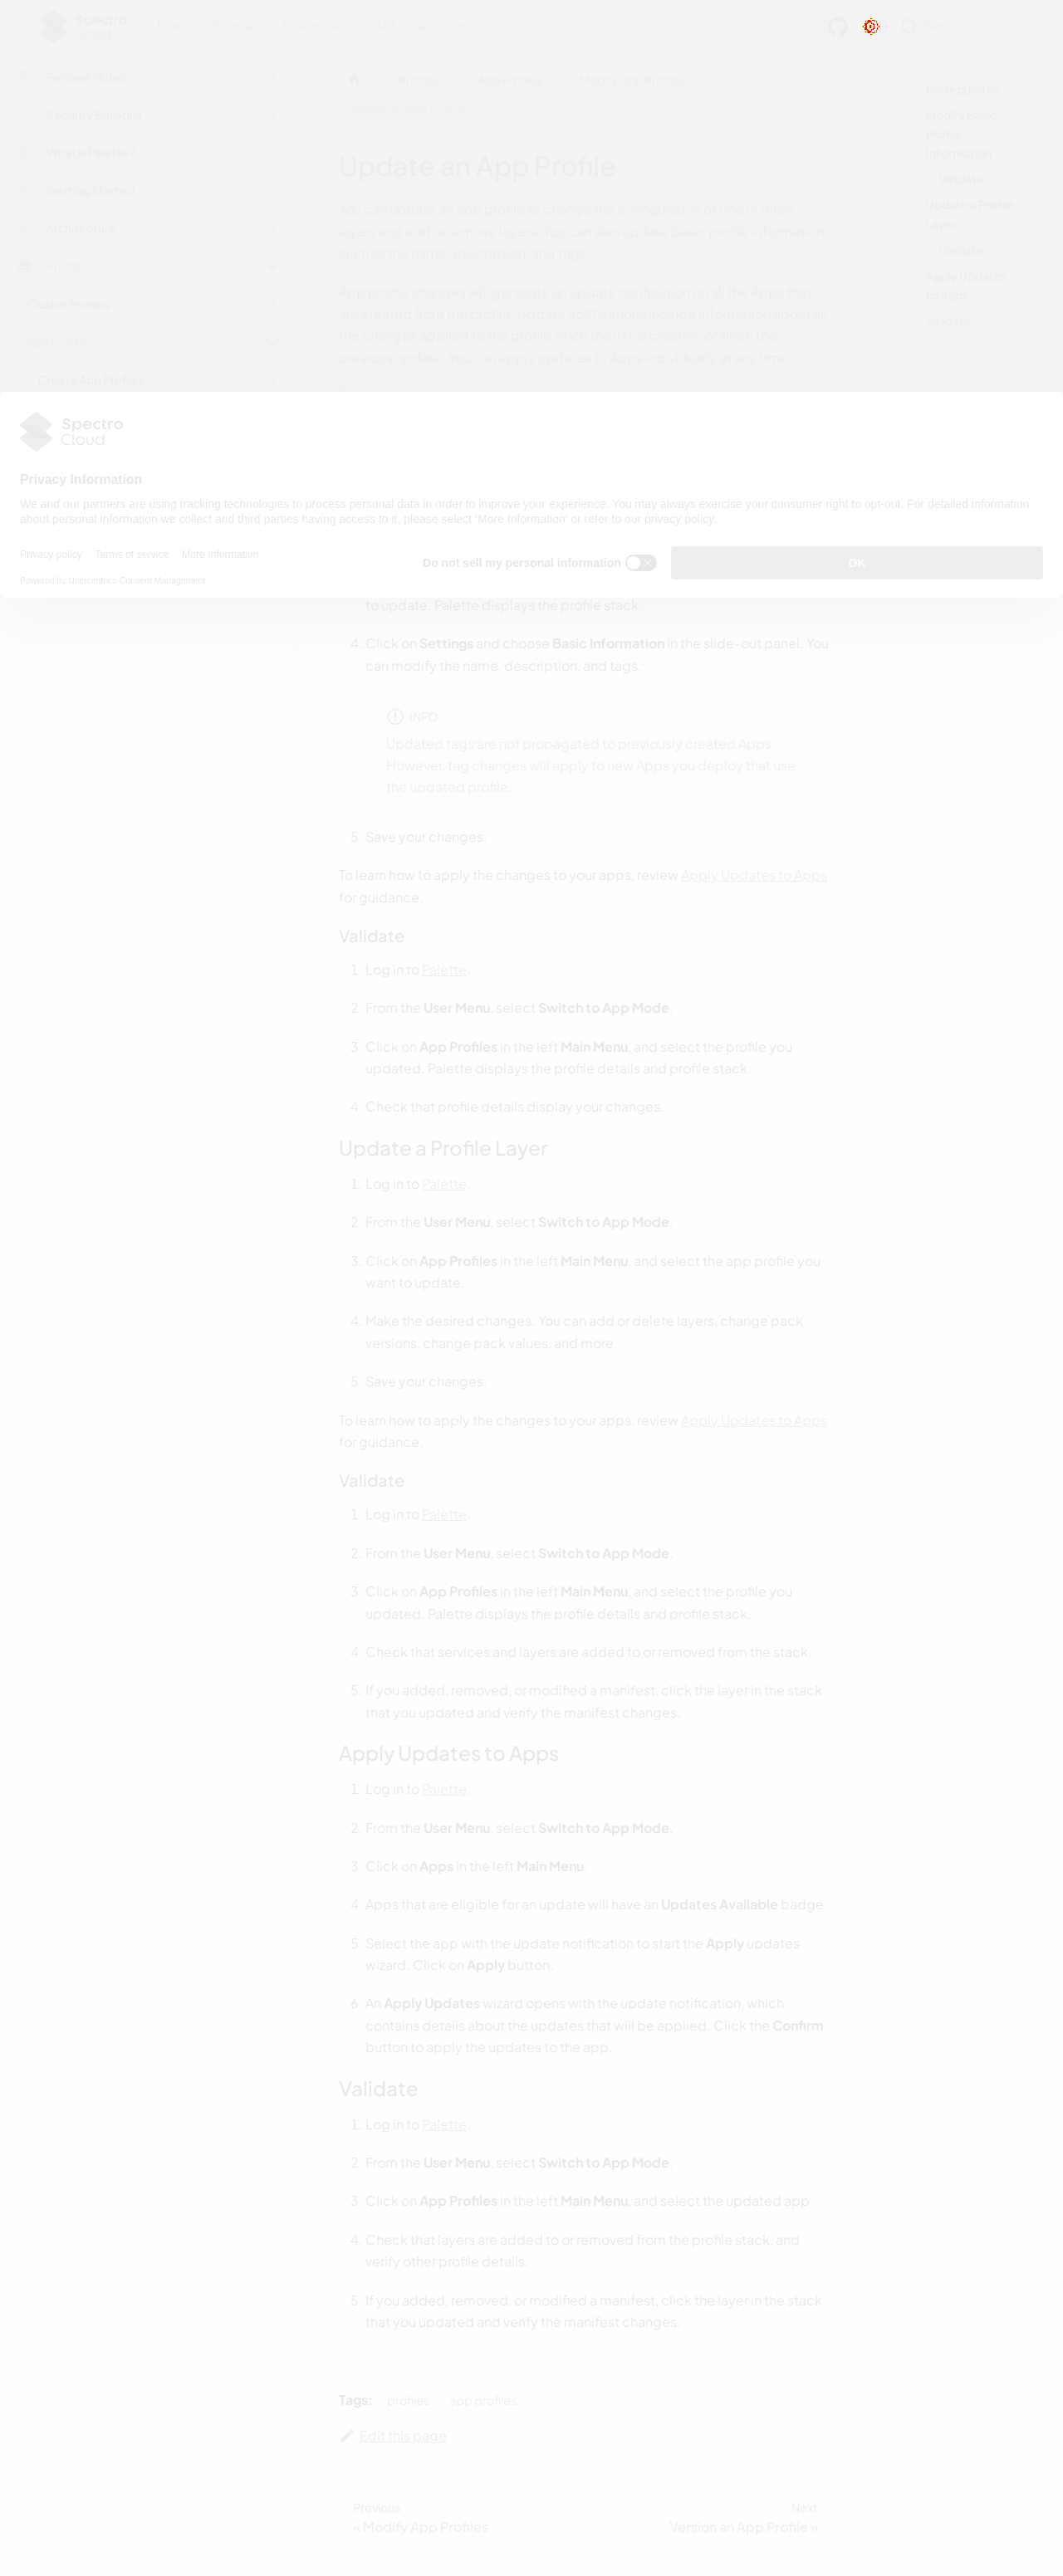 Spectro
Cloud
Docs
Tutorials
API
latest
Search
Release Notes
Security Bulletins
What is Palette?
Getting Started
Architecture
Profiles
Cluster Profiles
App Profiles
Create App Profiles
Profiles
App Profiles
Modify App Profiles
Update an App Profile
Update an App Profile
You can update an app profile to change the configuration of one or more
layers and add or remove layers. You can also update basic profile information
such as the name, description, and tags.
App profile changes will generate an update notification on all the Apps that
are created from the profile. Update notifications include information about all
the changes applied to the profile since the initial creation or since the
previous update. You can apply updates to Apps individually at any time.
Prerequisites
Modify Basic
Profile
Information
Validate
Update a Profile
Layer
Validate
Apply Updates
to Apps
Validate
Spectro
Cloud
Privacy Information
We and our partners are using tracking technologies to process personal data in order to improve your experience. You may always exercise your consumer right to opt-out. For detailed information
about personal information we collect and third parties having access to it, please select 'More Information' or refer to our privacy policy.
Privacy policy
Terms of service
More Information
Do not sell my personal information
OK
Powered by Usercentrics Consent Management
to update. Palette displays the profile stack.
4. Click on Settings and choose Basic Information in the slide-out panel. You
can modify the name, description, and tags.
INFO
Updated tags are not propagated to previously created Apps.
However, tag changes will apply to new Apps you deploy that use
the updated profile.
5. Save your changes.
To learn how to apply the changes to your apps, review Apply Updates to Apps
for guidance.
Validate
1. Log in to Palette.
2. From the User Menu, select Switch to App Mode.
3. Click on App Profiles in the left Main Menu, and select the profile you
updated. Palette displays the profile details and profile stack.
4. Check that profile details display your changes.
Update a Profile Layer
1. Log in to Palette.
2. From the User Menu, select Switch to App Mode.
3. Click on App Profiles in the left Main Menu, and select the app profile you
want to update.
4. Make the desired changes. You can add or delete layers, change pack
versions, change pack values, and more.
5. Save your changes.
To learn how to apply the changes to your apps, review Apply Updates to Apps
for guidance.
Validate
1. Log in to Palette.
2. From the User Menu, select Switch to App Mode.
3. Click on App Profiles in the left Main Menu, and select the profile you
updated. Palette displays the profile details and profile stack.
4. Check that services and layers are added to or removed from the stack.
5. If you added, removed, or modified a manifest, click the layer in the stack
that you updated and verify the manifest changes.
Apply Updates to Apps
1. Log in to Palette.
2. From the User Menu, select Switch to App Mode.
3. Click on Apps in the left Main Menu.
4. Apps that are eligible for an update will have an Updates Available badge.
5. Select the app with the update notification to start the Apply updates
wizard. Click on Apply button.
6. An Apply Updates wizard opens with the update notification, which
contains details about the updates that will be applied. Click the Confirm
button to apply the updates to the app.
Validate
1. Log in to Palette.
2. From the User Menu, select Switch to App Mode.
3. Click on App Profiles in the left Main Menu, and select the updated app.
4. Check that layers are added to or removed from the profile stack, and
verify other profile details.
5. If you added, removed, or modified a manifest, click the layer in the stack
that you updated and verify the manifest changes.
Tags: profiles app profiles
Edit this page
Previous
« Modify App Profiles
Next
Version an App Profile »